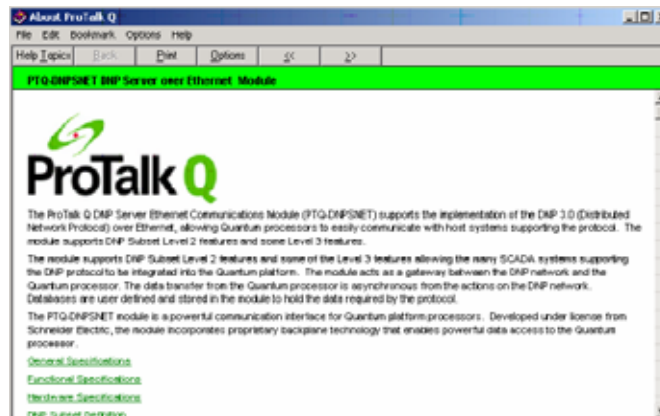 About ProTalk Q
File Edit Bookmark Options Help
Help Topics Back Print Options << >>
PTQ-DNPSNET DNP Server over Ethernet Module
ProTalk Q
The ProTalk Q DNP Server Ethernet Communications Module (PTQ-DNPSNET) supports the implementation of the DNP 3.0 (Distributed
Network Protocol) over Ethernet, allowing Quantum processors to easily communicate with host systems supporting the protocol. The
module supports DNP Subset Level 2 features and some Level 3 features.
The module supports DNP Subset Level 2 features and some of the Level 3 features allowing the many SCADA systems supporting
the DNP protocol to be integrated into the Quantum platform. The module acts as a gateway between the DNP network and the
Quantum processor. The data transfer from the Quantum processor is asynchronous from the actions on the DNP network.
Databases are user defined and stored in the module to hold the data required by the protocol.
The PTQ-DNPSNET module is a powerful communication interface for Quantum platform processors. Developed under license from
Schneider Electric, the module incorporates proprietary backplane technology that enables powerful data access to the Quantum
processor.
General Specifications
Functional Specifications
Hardware Specifications
DNP Subset Definition